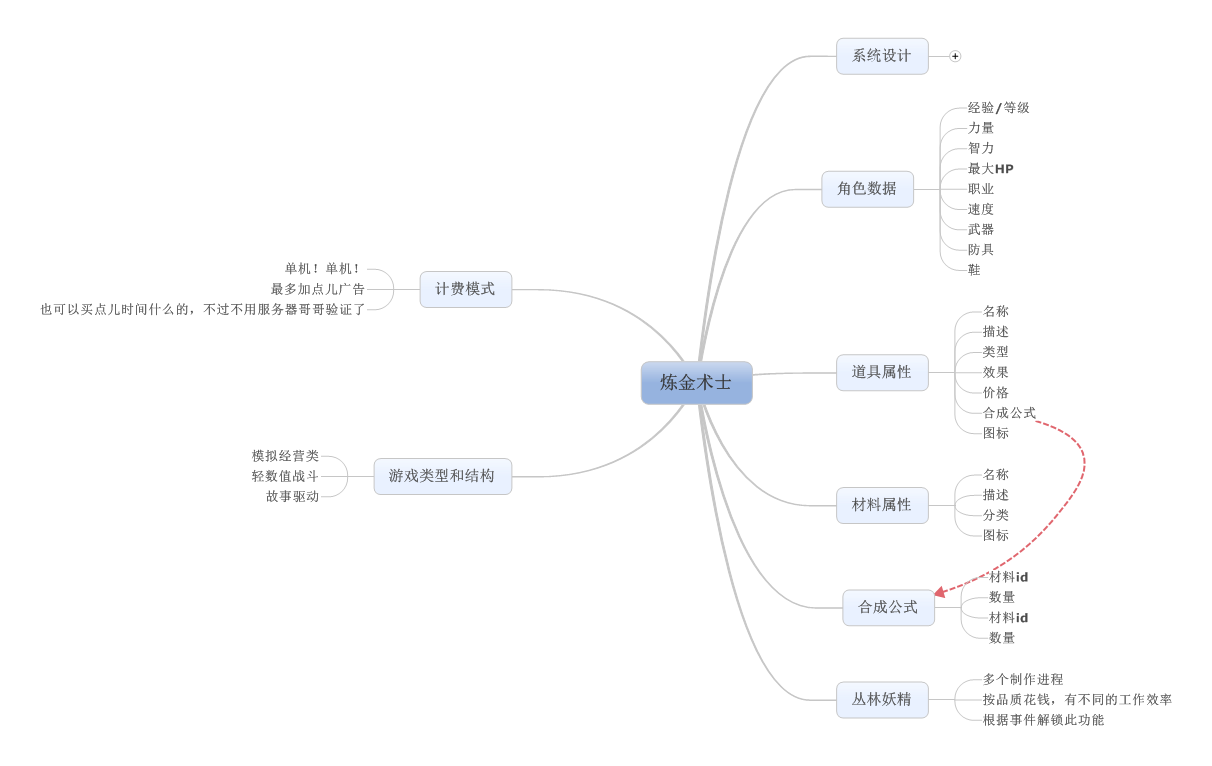 炼金术士
系统设计
角色数据
经验/等级
力量
智力
最大HP
职业
速度
武器
防具
鞋
道具属性
名称
描述
类型
效果
价格
合成公式
图标
材料属性
名称
描述
分类
图标
合成公式
材料id
数量
材料id
数量
丛林妖精
多个制作进程
按品质花钱，有不同的工作效率
根据事件解锁此功能
计费模式
单机！单机！
最多加点儿广告
也可以买点儿时间什么的，不过不用服务器哥哥验证了
游戏类型和结构
模拟经营类
轻数值战斗
故事驱动